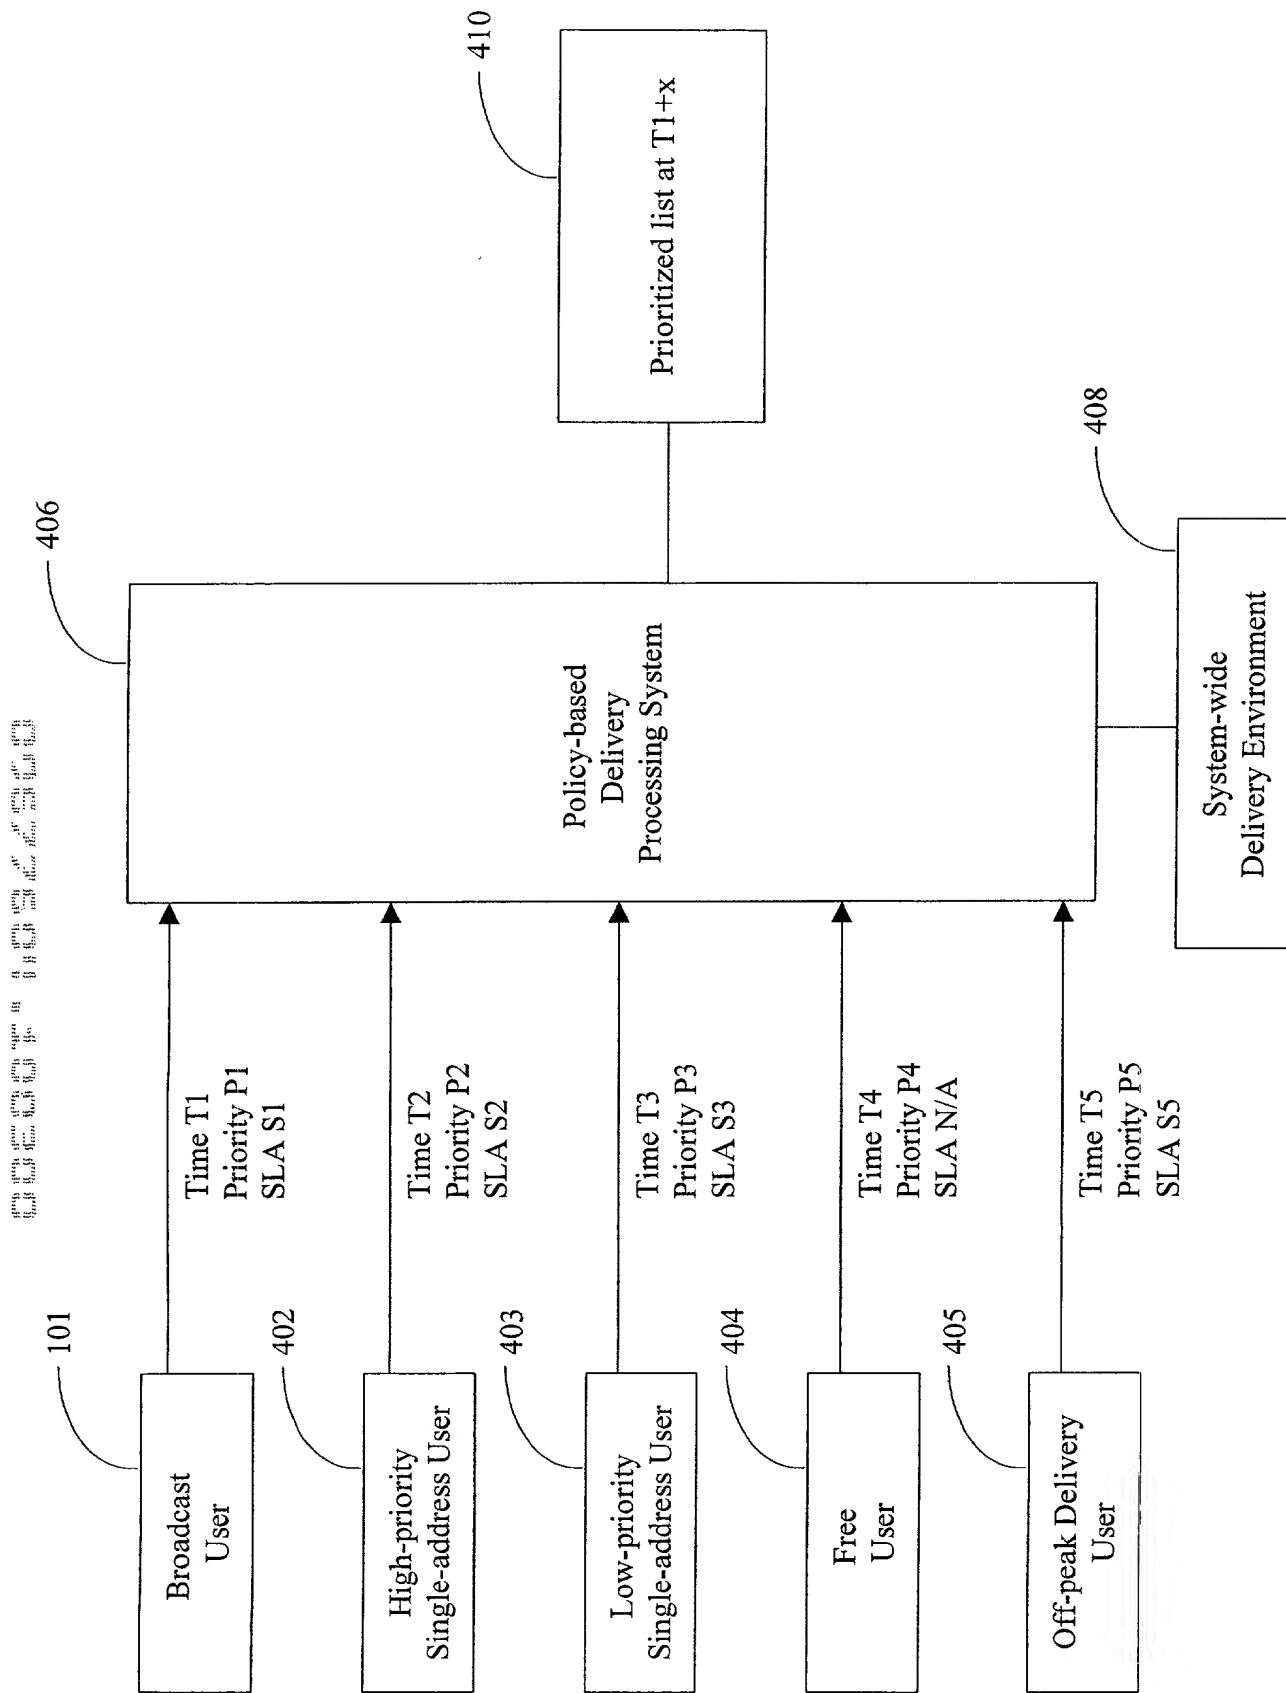 101
Broadcast
User
Time T1
Priority P1
SLA S1
402
High-priority
Single-address User
Time T2
Priority P2
SLA S2
403
Low-priority
Single-address User
Time T3
Priority P3
SLA S3
404
Free
User
Time T4
Priority P4
SLA N/A
405
Off-peak Delivery
User
Time T5
Priority P5
SLA S5
406
Policy-based
Delivery
Processing System
408
System-wide
Delivery Environment
410
Prioritized list at T1+x